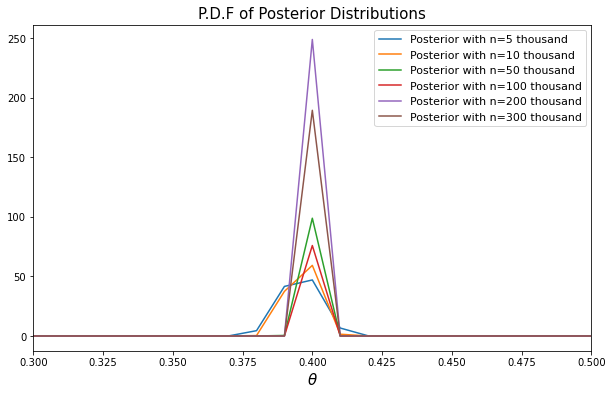 P.D.F of Posterior Distributions
Posterior with n=5 thousand
Posterior with n=10 thousand
Posterior with n=50 thousand
Posterior with n=100 thousand
Posterior with n=200 thousand
Posterior with n=300 thousand
250
200
150
100
50
0
0.300 0.325 0.350 0.375 0.400 0.425 0.450 0.475 0.500
θ